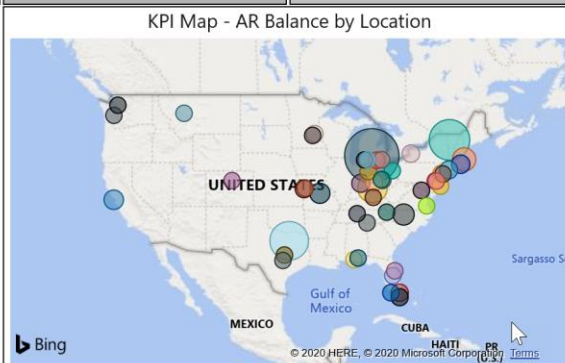 KPI Map - AR Balance by Location
UNITED STATES
Sargasso S
Gulf of
Mexico
MEXICO
CUBA
HAITI
PR
(U.S.)
Bing
© 2020 HERE, © 2020 Microsoft Corporation Terms